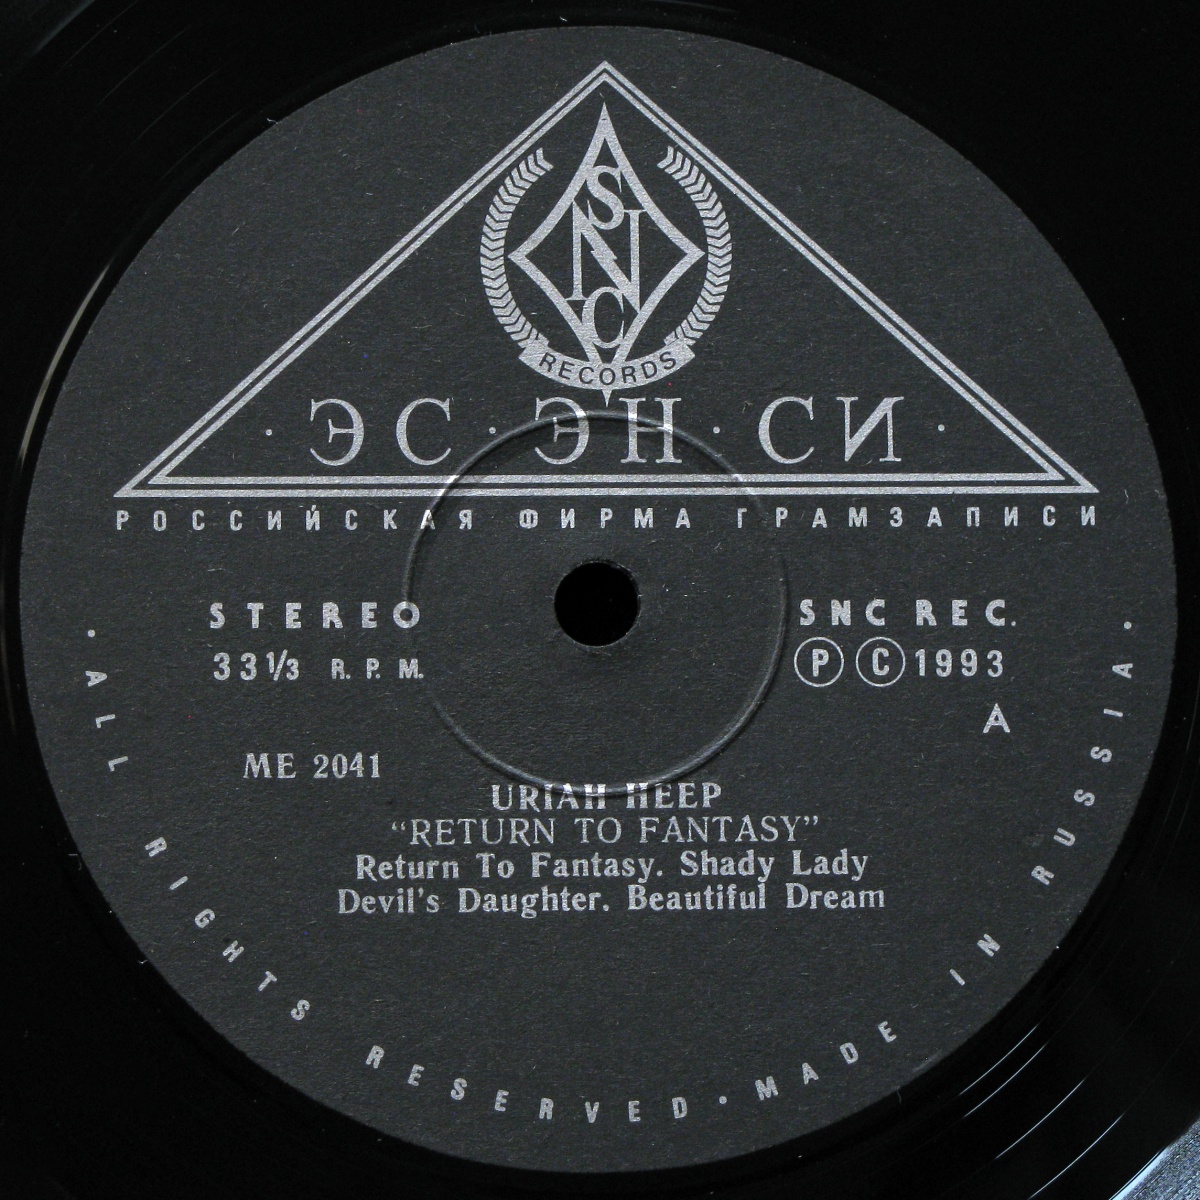 SNC
RECORDS
· ЭС · ЭН · СИ ·
РОССИЙСКАЯ ФИРМА ГРАМЗАПИСИ
STEREO
33 1/3 R. P. M.
SNC REC.
Ⓟ Ⓒ 1993
A
ME 2041
URIAH HEEP
“RETURN TO FANTASY”
Return To Fantasy. Shady Lady
Devil's Daughter. Beautiful Dream
· ALL RIGHTS RESERVED · MADE IN RUSSIA ·